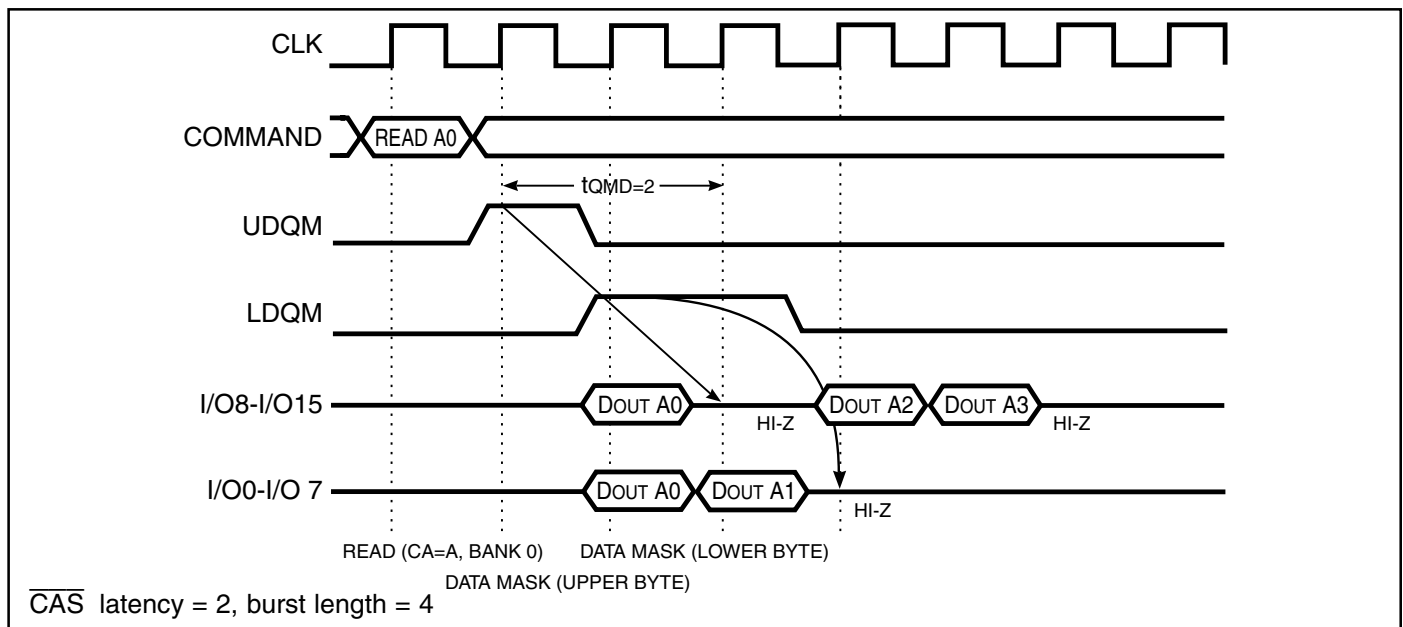 CLK
COMMAND READ A0
tQMD=2
UDQM
LDQM
I/O8-I/O15 DOUT A0 HI-Z DOUT A2 DOUT A3 HI-Z
I/O0-I/O 7 DOUT A0 DOUT A1 HI-Z
READ (CA=A, BANK 0) DATA MASK (LOWER BYTE)
DATA MASK (UPPER BYTE)
CAS latency = 2, burst length = 4